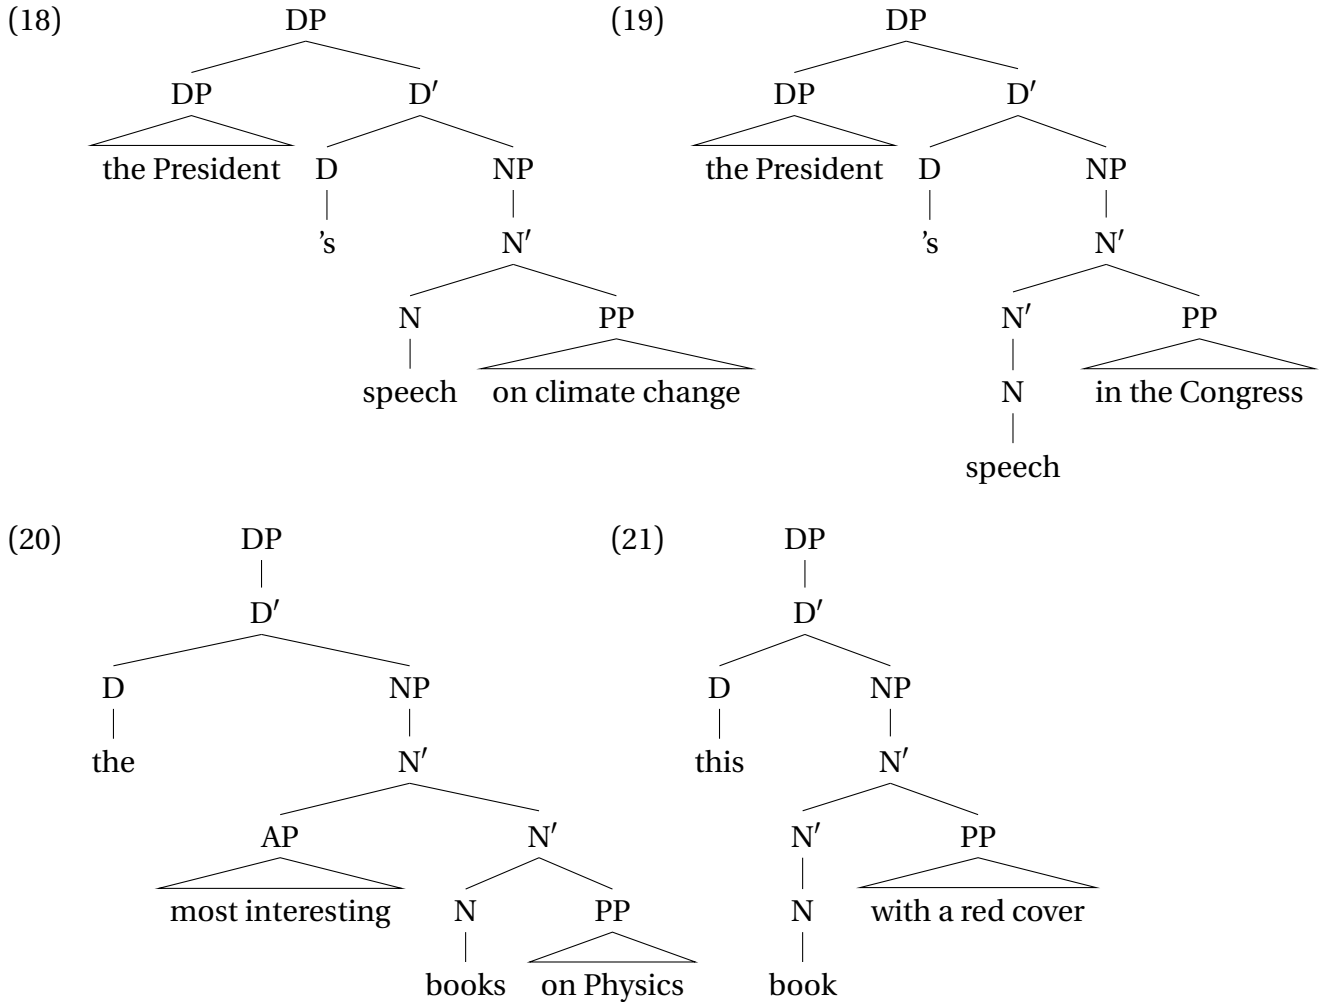 (18) DP (19) DP
DP D′ DP D′
the President D NP the President D NP
’s N′ ’s N′
N PP N′ PP
speech on climate change N in the Congress
speech
(20) DP (21) DP
D′ D′
D NP D NP
the N′ this N′
AP N′ N′ PP
most interesting N PP N with a red cover
books on Physics book